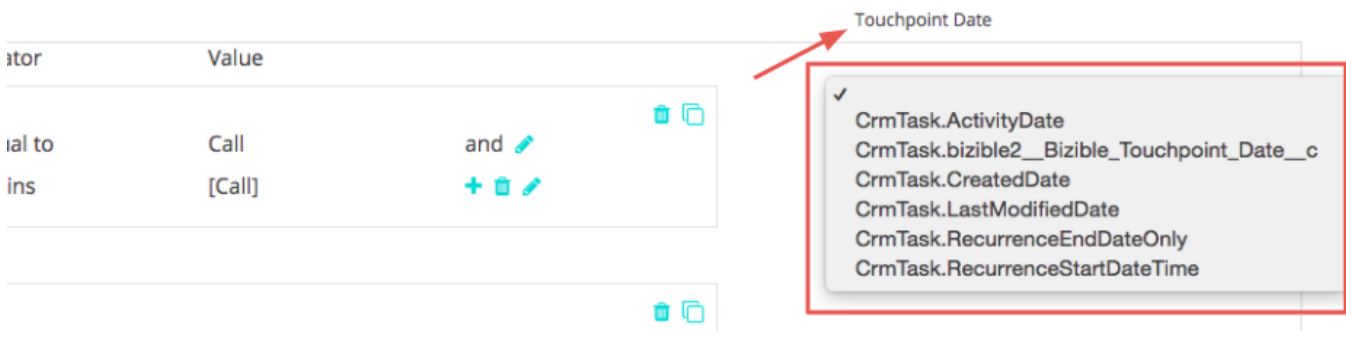 Touchpoint Date
ator Value
ual to Call and
ins [Call]
✓
CrmTask.ActivityDate
CrmTask.bizible2__Bizible_Touchpoint_Date__c
CrmTask.CreatedDate
CrmTask.LastModifiedDate
CrmTask.RecurrenceEndDateOnly
CrmTask.RecurrenceStartDateTime